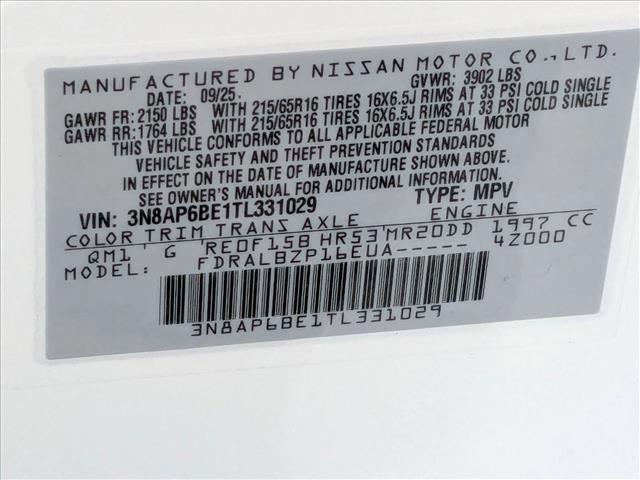 MANUFACTURED BY NISSAN MOTOR CO., LTD.
DATE: 09/25. GVWR: 3902 LBS
GAWR FR: 2150 LBS WITH 215/65R16 TIRES 16X6.5J RIMS AT 33 PSI COLD SINGLE
GAWR RR: 1764 LBS WITH 215/65R16 TIRES 16X6.5J RIMS AT 33 PSI COLD SINGLE
THIS VEHICLE CONFORMS TO ALL APPLICABLE FEDERAL MOTOR
VEHICLE SAFETY AND THEFT PREVENTION STANDARDS
IN EFFECT ON THE DATE OF MANUFACTURE SHOWN ABOVE.
SEE OWNER'S MANUAL FOR ADDITIONAL INFORMATION.
VIN: 3N8AP6BE1TL331029 TYPE: MPV
COLOR TRIM TRANS AXLE ENGINE
QM1 G RE0F15B HR53 MR20DD 1997 CC
MODEL: FDRALBZP16EUA----- 4Z000
3N8AP6BE1TL331029